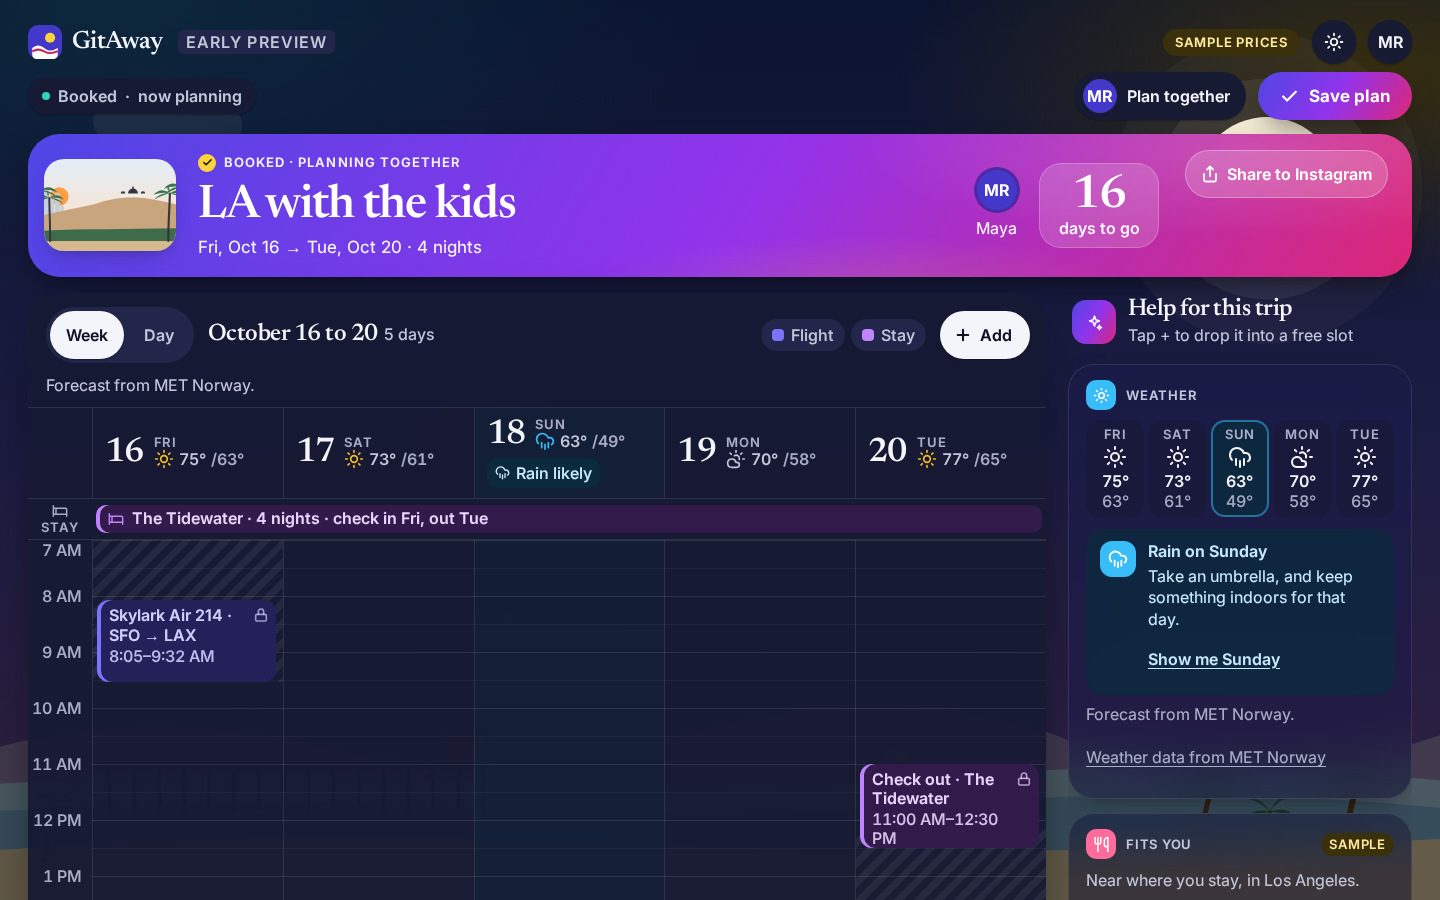 GitAway EARLY PREVIEW
SAMPLE PRICES MR
Booked · now planning
MR Plan together
Save plan
BOOKED · PLANNING TOGETHER
LA with the kids
Fri, Oct 16 → Tue, Oct 20 · 4 nights
MR
Maya
16
days to go
Share to Instagram
Week Day October 16 to 20 5 days
Flight Stay + Add
Forecast from MET Norway.
16 FRI 75° /63°
17 SAT 73° /61°
18 SUN 63° /49°
Rain likely
19 MON 70° /58°
20 TUE 77° /65°
STAY
The Tidewater · 4 nights · check in Fri, out Tue
7 AM
8 AM
Skylark Air 214 ·
SFO → LAX
8:05–9:32 AM
9 AM
10 AM
11 AM
Check out · The
Tidewater
11:00 AM–12:30
PM
12 PM
1 PM
Help for this trip
Tap + to drop it into a free slot
WEATHER
FRI SAT SUN MON TUE
75° 73° 63° 70° 77°
63° 61° 49° 58° 65°
Rain on Sunday
Take an umbrella, and keep
something indoors for that
day.
Show me Sunday
Forecast from MET Norway.
Weather data from MET Norway
FITS YOU SAMPLE
Near where you stay, in Los Angeles.